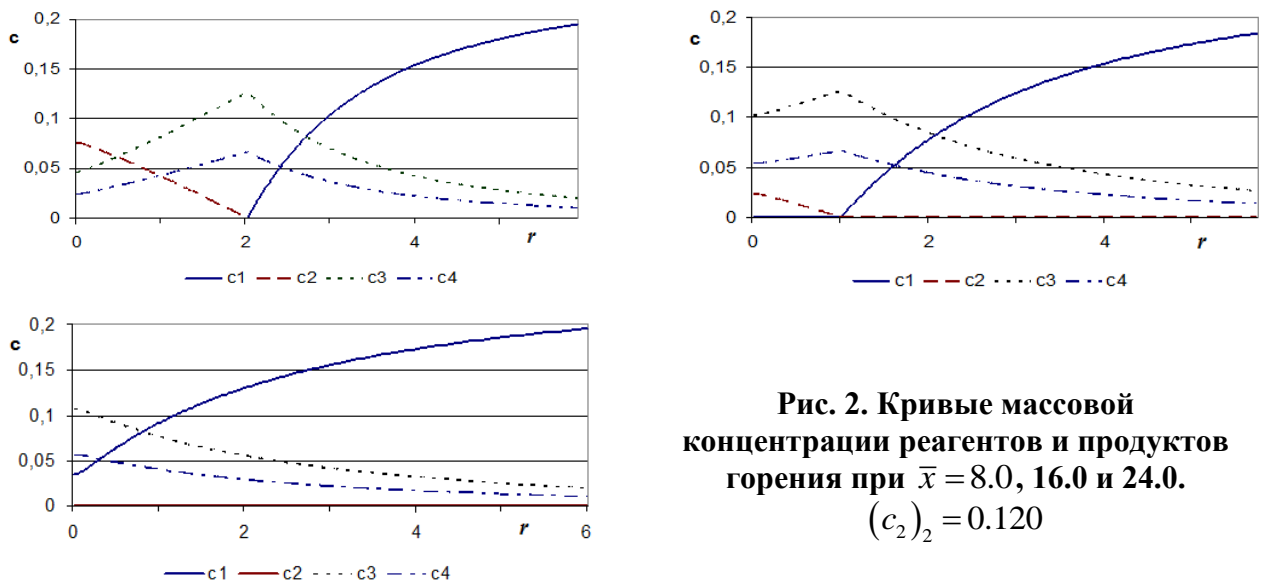 0,2
c
0,15
0,1
0,05
0
0 2 4 r
c1 c2 c3 c4
0,2
c
0,15
0,1
0,05
0
0 2 4 r
c1 c2 c3 c4
0,2
c
0,15
0,1
0,05
0
0 2 4 r 6
c1 c2 c3 c4
Рис. 2. Кривые массовой
концентрации реагентов и продуктов
горения при x̅ = 8.0, 16.0 и 24.0.
(c₂)₂ = 0.120